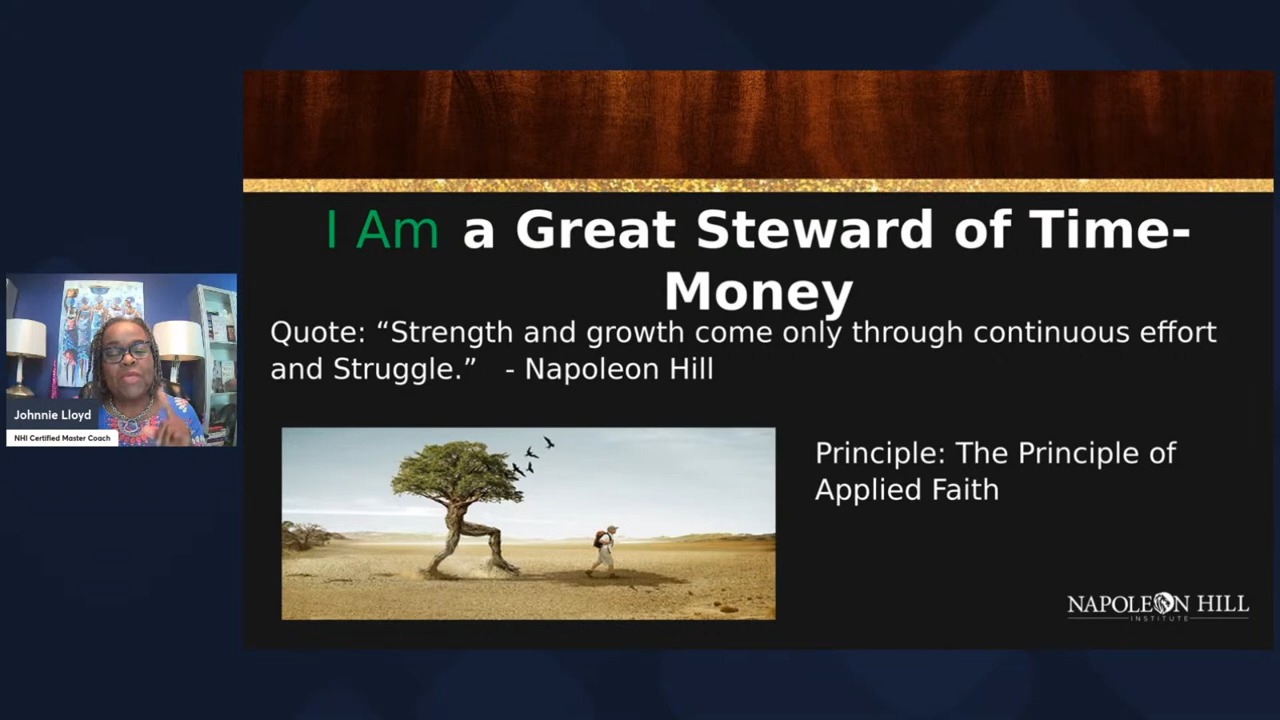 I Am a Great Steward of Time-
Money
Quote: “Strength and growth come only through continuous effort
and Struggle.” - Napoleon Hill
Principle: The Principle of
Applied Faith
Johnnie Lloyd
NHI Certified Master Coach
NAPOLEON HILL
INSTITUTE